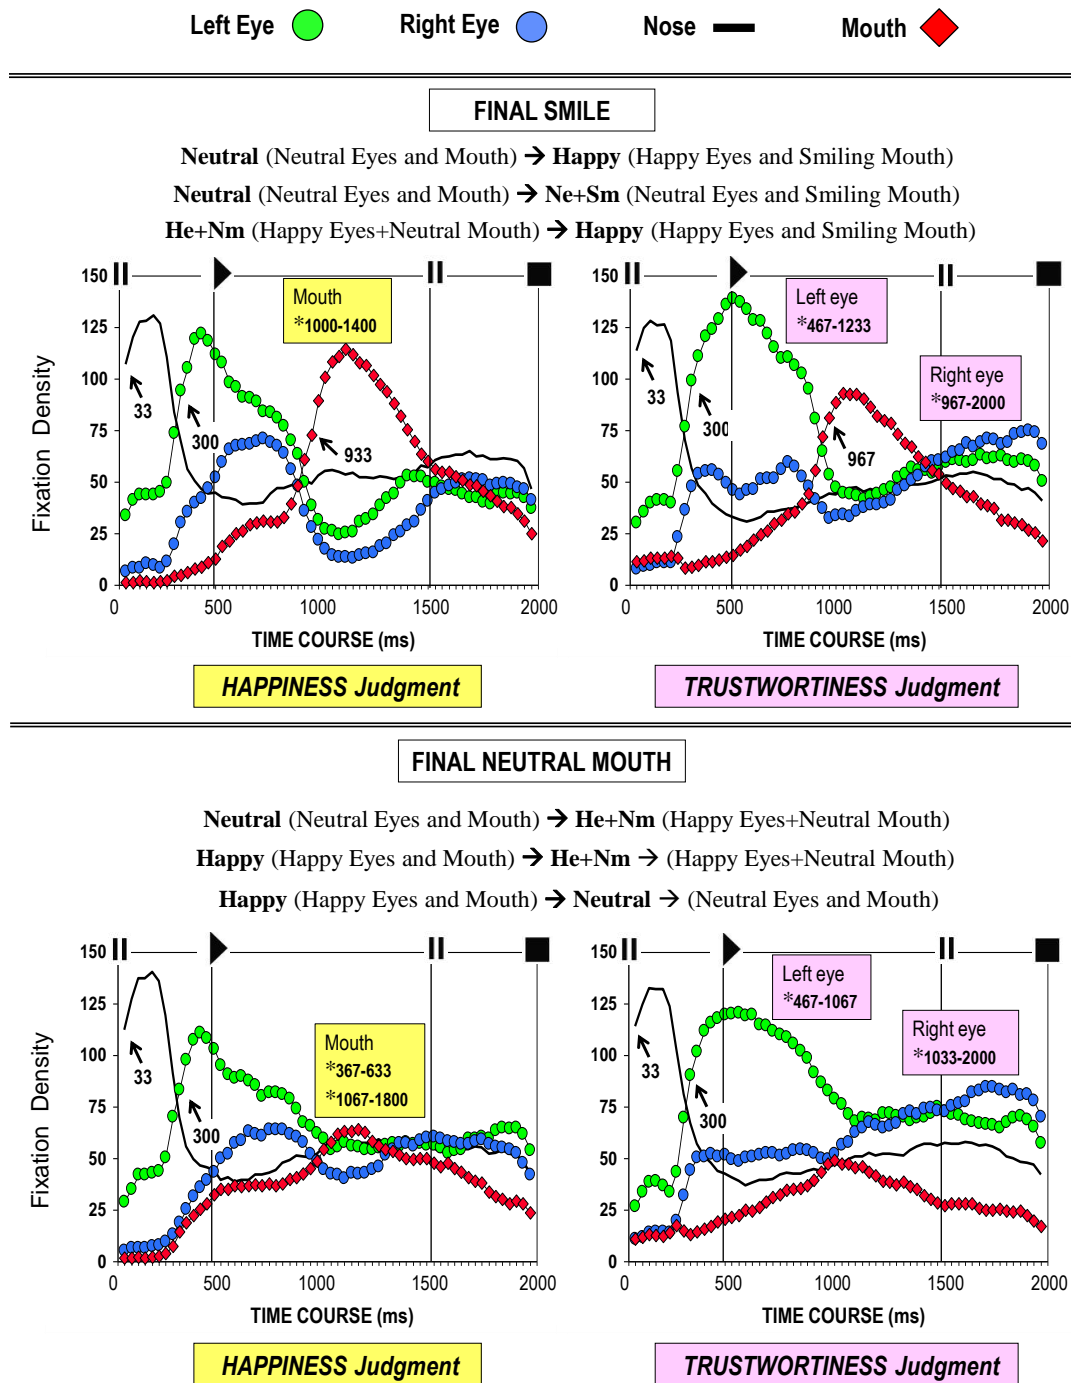 Left Eye Right Eye Nose Mouth
FINAL SMILE
Neutral (Neutral Eyes and Mouth) → Happy (Happy Eyes and Smiling Mouth)
Neutral (Neutral Eyes and Mouth) → Ne+Sm (Neutral Eyes and Smiling Mouth)
He+Nm (Happy Eyes+Neutral Mouth) → Happy (Happy Eyes and Smiling Mouth)
Fixation Density
150
125
100
75
50
25
0
Mouth
*1000-1400
33
300
933
0 500 1000 1500 2000
TIME COURSE (ms)
HAPPINESS Judgment
150
125
100
75
50
25
0
Left eye
*467-1233
Right eye
*967-2000
33
300
967
0 500 1000 1500 2000
TIME COURSE (ms)
TRUSTWORTINESS Judgment
FINAL NEUTRAL MOUTH
Neutral (Neutral Eyes and Mouth) → He+Nm (Happy Eyes+Neutral Mouth)
Happy (Happy Eyes and Mouth) → He+Nm → (Happy Eyes+Neutral Mouth)
Happy (Happy Eyes and Mouth) → Neutral → (Neutral Eyes and Mouth)
Fixation Density
150
125
100
75
50
25
0
Mouth
*367-633
*1067-1800
33
300
0 500 1000 1500 2000
TIME COURSE (ms)
HAPPINESS Judgment
150
125
100
75
50
25
0
Left eye
*467-1067
Right eye
*1033-2000
33
300
0 500 1000 1500 2000
TIME COURSE (ms)
TRUSTWORTINESS Judgment